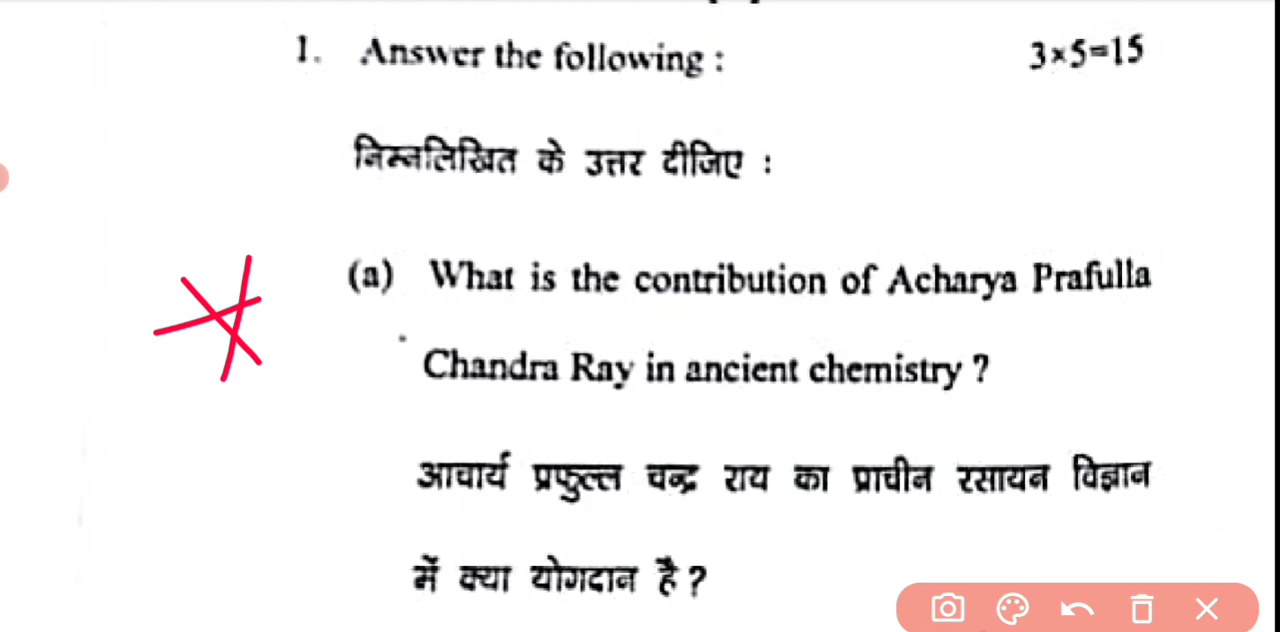 1. Answer the following : 3×5=15
निम्नलिखित के उत्तर दीजिए :
(a) What is the contribution of Acharya Prafulla
Chandra Ray in ancient chemistry ?
आचार्य प्रफुल्ल चन्द्र राय का प्राचीन रसायन विज्ञान
में क्या योगदान है ?